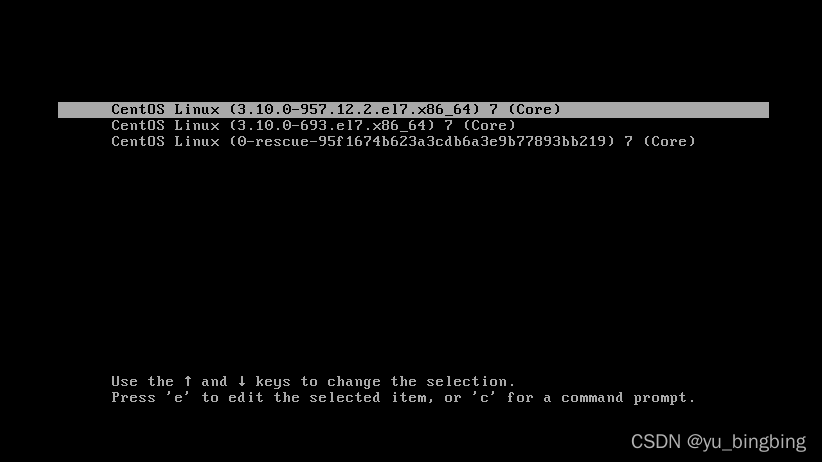 CentOS Linux (3.10.0-957.12.2.el7.x86_64) 7 (Core)
CentOS Linux (3.10.0-693.el7.x86_64) 7 (Core)
CentOS Linux (0-rescue-95f1674b623a3cdb6a3e9b77893bb219) 7 (Core)
Use the ↑ and ↓ keys to change the selection.
Press 'e' to edit the selected item, or 'c' for a command prompt.
CSDN @yu_bingbing